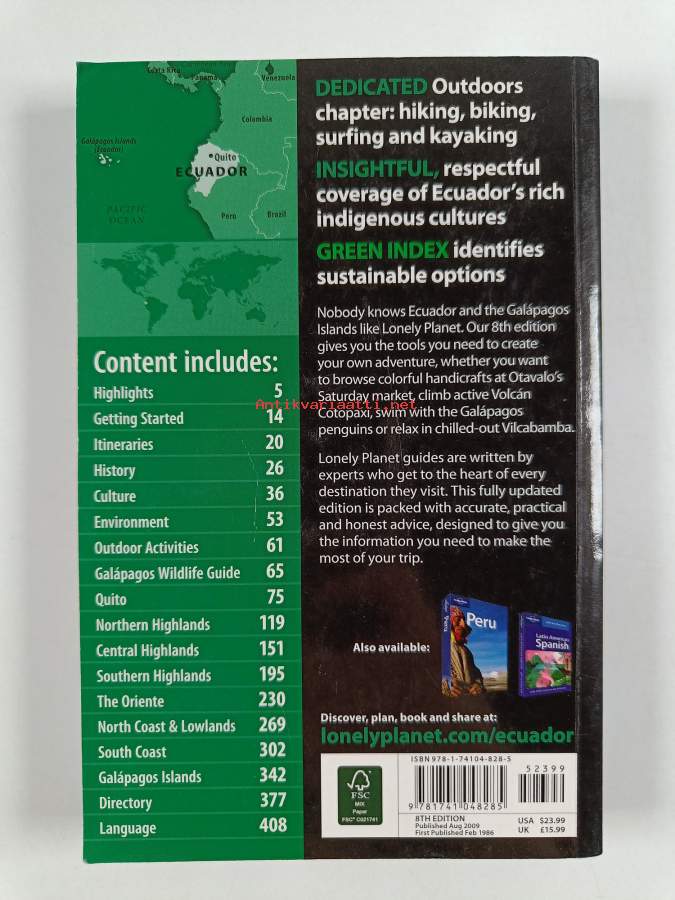 Costa Rica
Panama
Venezuela
Colombia
Galápagos Islands
(Ecuador)
Quito
ECUADOR
PACIFIC
OCEAN
Peru
Brazil
Content includes:
Highlights 5
Getting Started 14
Itineraries 20
History 26
Culture 36
Environment 53
Outdoor Activities 61
Galápagos Wildlife Guide 65
Quito 75
Northern Highlands 119
Central Highlands 151
Southern Highlands 195
The Oriente 230
North Coast & Lowlands 269
South Coast 302
Galápagos Islands 342
Directory 377
Language 408
DEDICATED Outdoors
chapter: hiking, biking,
surfing and kayaking
INSIGHTFUL, respectful
coverage of Ecuador's rich
indigenous cultures
GREEN INDEX identifies
sustainable options
Nobody knows Ecuador and the Galápagos
Islands like Lonely Planet. Our 8th edition
gives you the tools you need to create
your own adventure, whether you want
to browse colorful handicrafts at Otavalo's
Saturday market, climb active Volcán
Cotopaxi, swim with the Galápagos
penguins or relax in chilled-out Vilcabamba.
Lonely Planet guides are written by
experts who get to the heart of every
destination they visit. This fully updated
edition is packed with accurate, practical
and honest advice, designed to give you
the information you need to make the
most of your trip.
Antikvariaatti.net
Also available:
Peru
Peru
Latin American
Spanish
Discover, plan, book and share at:
lonelyplanet.com/ecuador
FSC
MIX
Paper
FSC® C021741
ISBN 978-1-74104-828-5
52399
9 781741 048285
8TH EDITION
Published Aug 2009
First Published Feb 1986
USA $23.99
UK £15.99